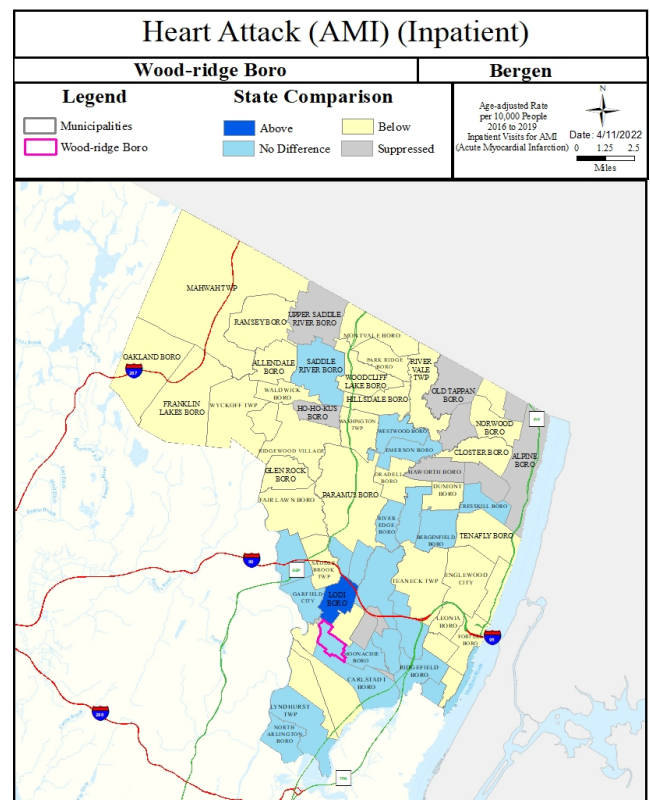 Heart Attack (AMI) (Inpatient)
Wood-ridge Boro
Bergen
Legend
Municipalities
Wood-ridge Boro
State Comparison
Above
Below
No Difference
Suppressed
Age-adjusted Rate
per 10,000 People
2016 to 2019
Inpatient Visits for AMI
(Acute Myocardial Infarction)
N
Date: 4/11/2022
0 1.25 2.5
Miles
MAHWAH TWP
RAMSEY BORO
UPPER SADDLE
RIVER BORO
MONTVALE BORO
OAKLAND BORO
ALLENDALE
BORO
SADDLE
RIVER BORO
PARK RIDGE
BORO
RIVER
VALE
TWP
WOODCLIFF
LAKE BORO
OLD TAPPAN
BORO
287
FRANKLIN
LAKES BORO
WYCKOFF TWP
WALDWICK
BORO
HILLSDALE BORO
HO-HO-KUS
BORO
WASHINGTON
TWP
WESTWOOD BORO
NORWOOD
BORO
EMERSON BORO
CLOSTER BORO
ALPINE
BORO
RIDGEWOOD VILLAGE
GLEN ROCK
BORO
ORADELL
BORO
HAWORTH BORO
DUMONT
BORO
PARAMUS BORO
FAIR LAWN BORO
CRESSKILL BORO
RIVER
EDGE
BORO
BERGENFIELD
BORO
TENAFLY BORO
80
GSP
SADDLE
BROOK
TWP
TEANECK TWP
ENGLEWOOD
CITY
GARFIELD
CITY
LODI
BORO
LEONIA
BORO
95
MOONACHIE
BORO
RIDGEFIELD
BORO
CARLSTADT
BORO
LYNDHURST
TWP
NORTH
ARLINGTON
BORO
280